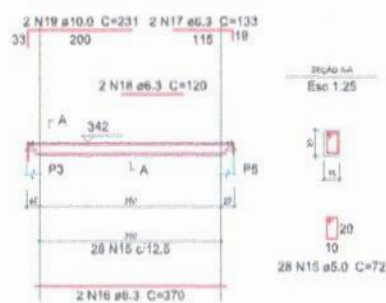 2 N19 ø10.0 C=231
2 N17 ø6.3 C=133
33
200
115
19
SEÇÃO A-A
Esc 1:25
2 N18 ø6.3 C=120
A
342
P3
A
P5
350
28 N15 c/12.5
20
10
28 N15 ø5.0 C=72
2 N16 ø6.3 C=370